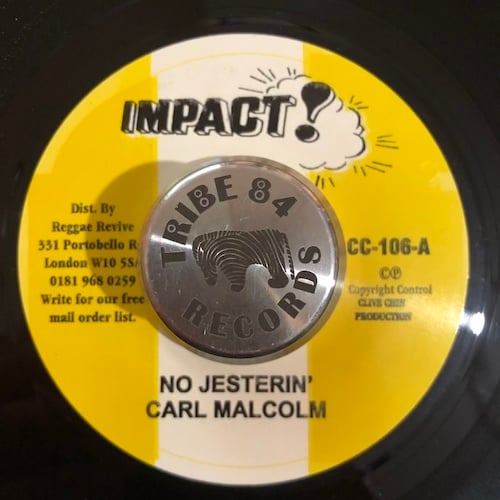 IMPACT!
Dist. By
Reggae Revive
331 Portobello R
London W10 5S/
0181 968 0259
Write for our free
mail order list.
TRIBE 84
RECORDS
CC-106-A
©℗
Copyright Control
CLIVE CHIN
PRODUCTION
NO JESTERIN'
CARL MALCOLM